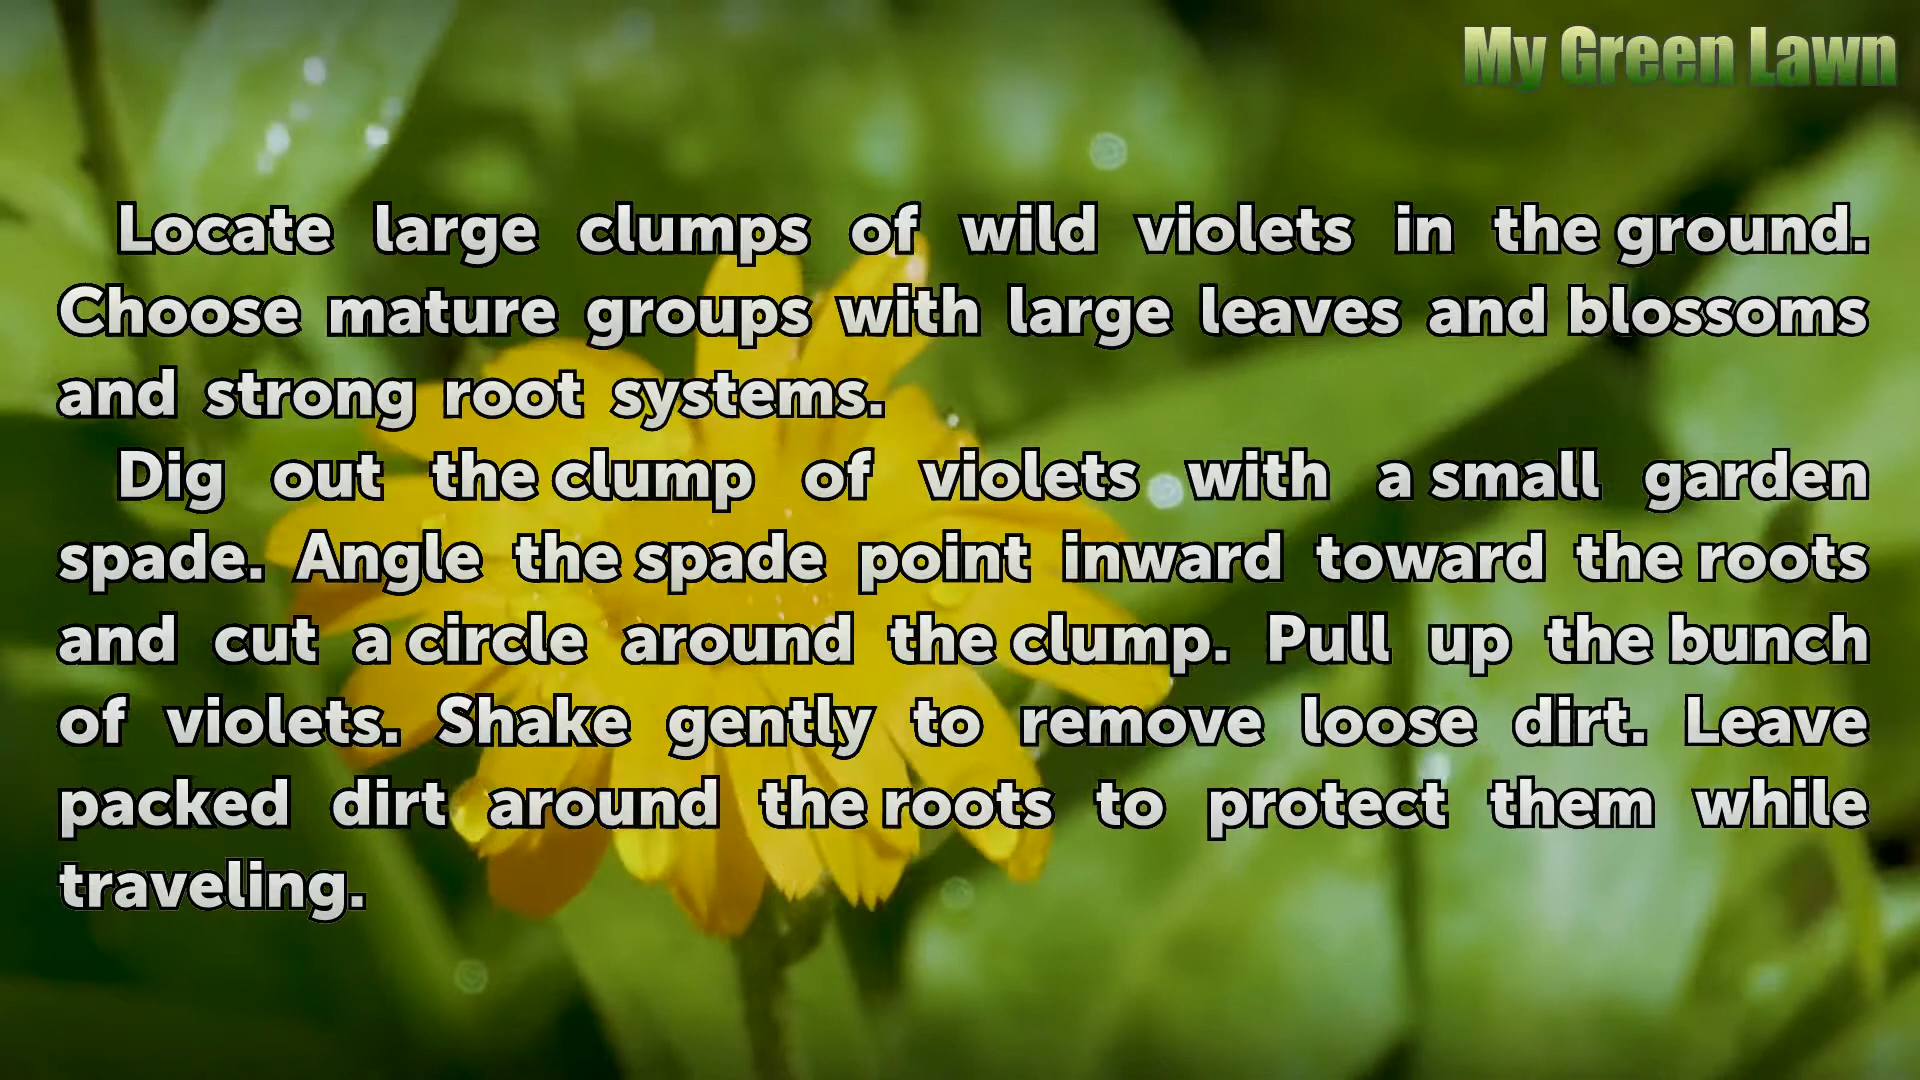 My Green Lawn
Locate large clumps of wild violets in the ground.
Choose mature groups with large leaves and blossoms
and strong root systems.
Dig out the clump of violets with a small garden
spade. Angle the spade point inward toward the roots
and cut a circle around the clump. Pull up the bunch
of violets. Shake gently to remove loose dirt. Leave
packed dirt around the roots to protect them while
traveling.